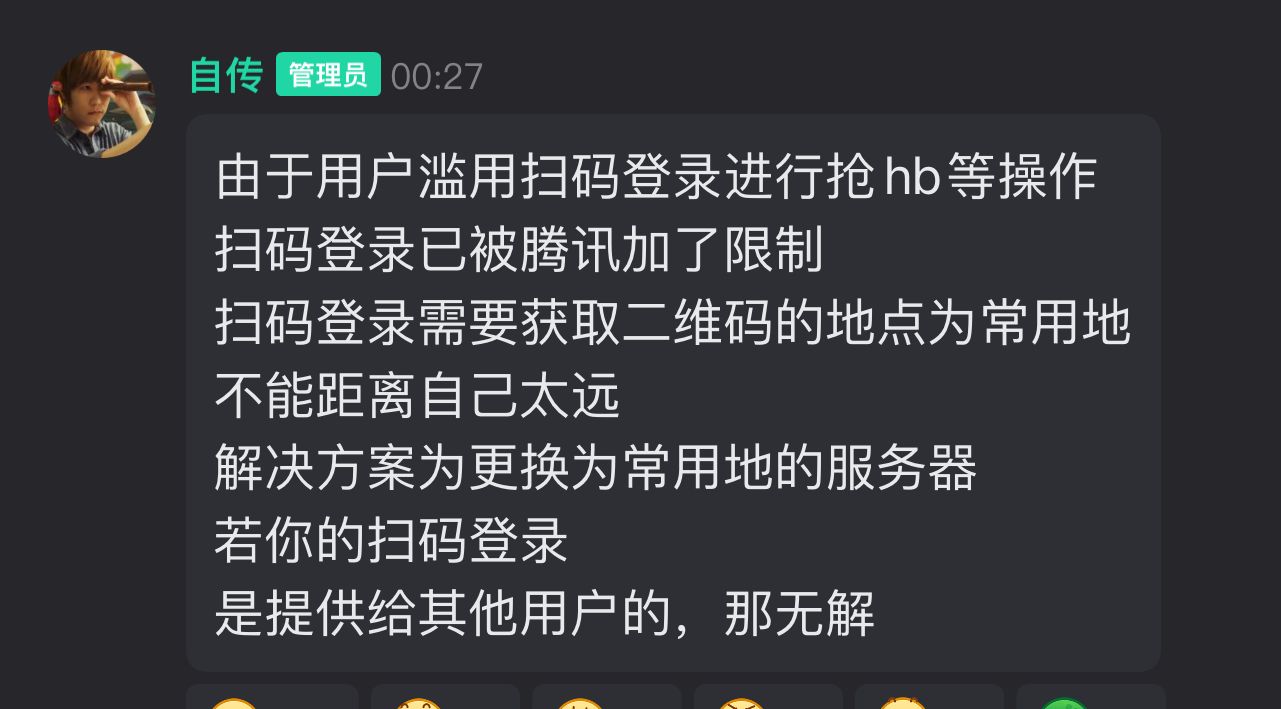 自传 管理员 00:27
由于用户滥用扫码登录进行抢hb等操作
扫码登录已被腾讯加了限制
扫码登录需要获取二维码的地点为常用地
不能距离自己太远
解决方案为更换为常用地的服务器
若你的扫码登录
是提供给其他用户的，那无解